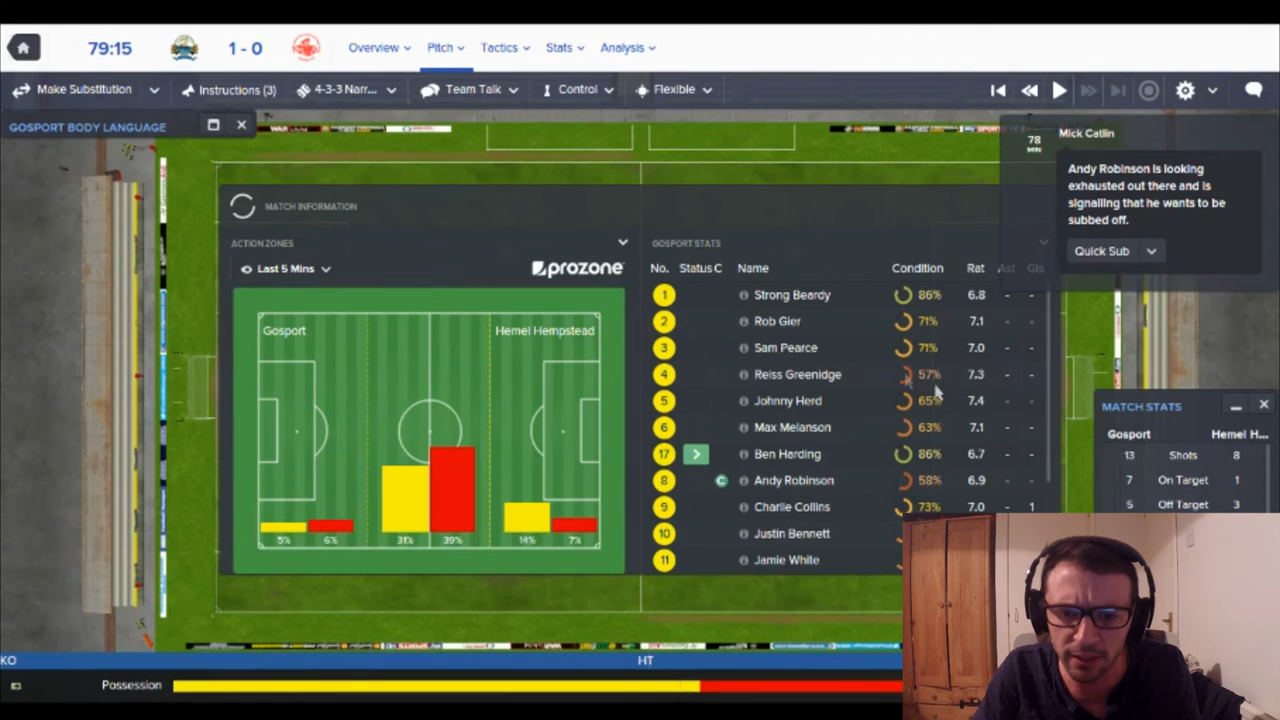 79:15 1 - 0 Overview Pitch Tactics Stats Analysis
Make Substitution Instructions (3) 4-3-3 Narr... Team Talk Control Flexible
GOSPORT BODY LANGUAGE
78
MIN
Mick Catlin
Andy Robinson is looking
exhausted out there and is
signalling that he wants to be
subbed off.
Quick Sub
MATCH INFORMATION
ACTION ZONES
Last 5 Mins
prozone
Gosport Hemel Hempstead
5% 6% 31% 39% 14% 7%
GOSPORT STATS
No. Status C Name Condition Rat Ast Gls
1 Strong Beardy 86% 6.8 - -
2 Rob Gier 71% 7.1 - -
3 Sam Pearce 71% 7.0 - -
4 Reiss Greenidge 57% 7.3 - -
5 Johnny Herd 65% 7.4 - -
6 Max Melanson 63% 7.1 - -
17 Ben Harding 86% 6.7 - -
8 C Andy Robinson 58% 6.9 - -
9 Charlie Collins 73% 7.0 - 1
10 Justin Bennett
11 Jamie White
MATCH STATS
Gosport Hemel H...
13 Shots 8
7 On Target 1
5 Off Target 3
KO HT
Possession